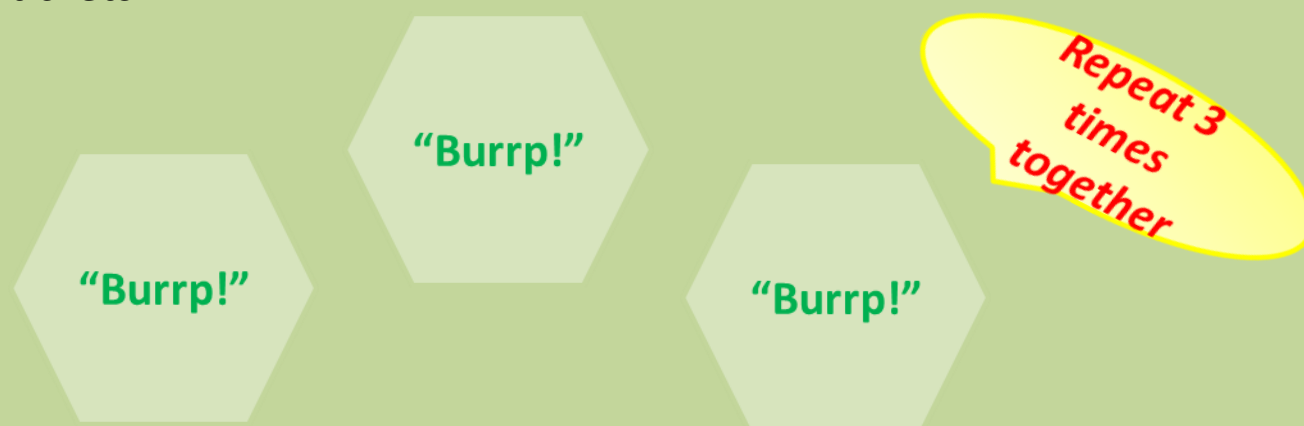 “Burrp!”
“Burrp!”
“Burrp!”
Repeat 3
times
together